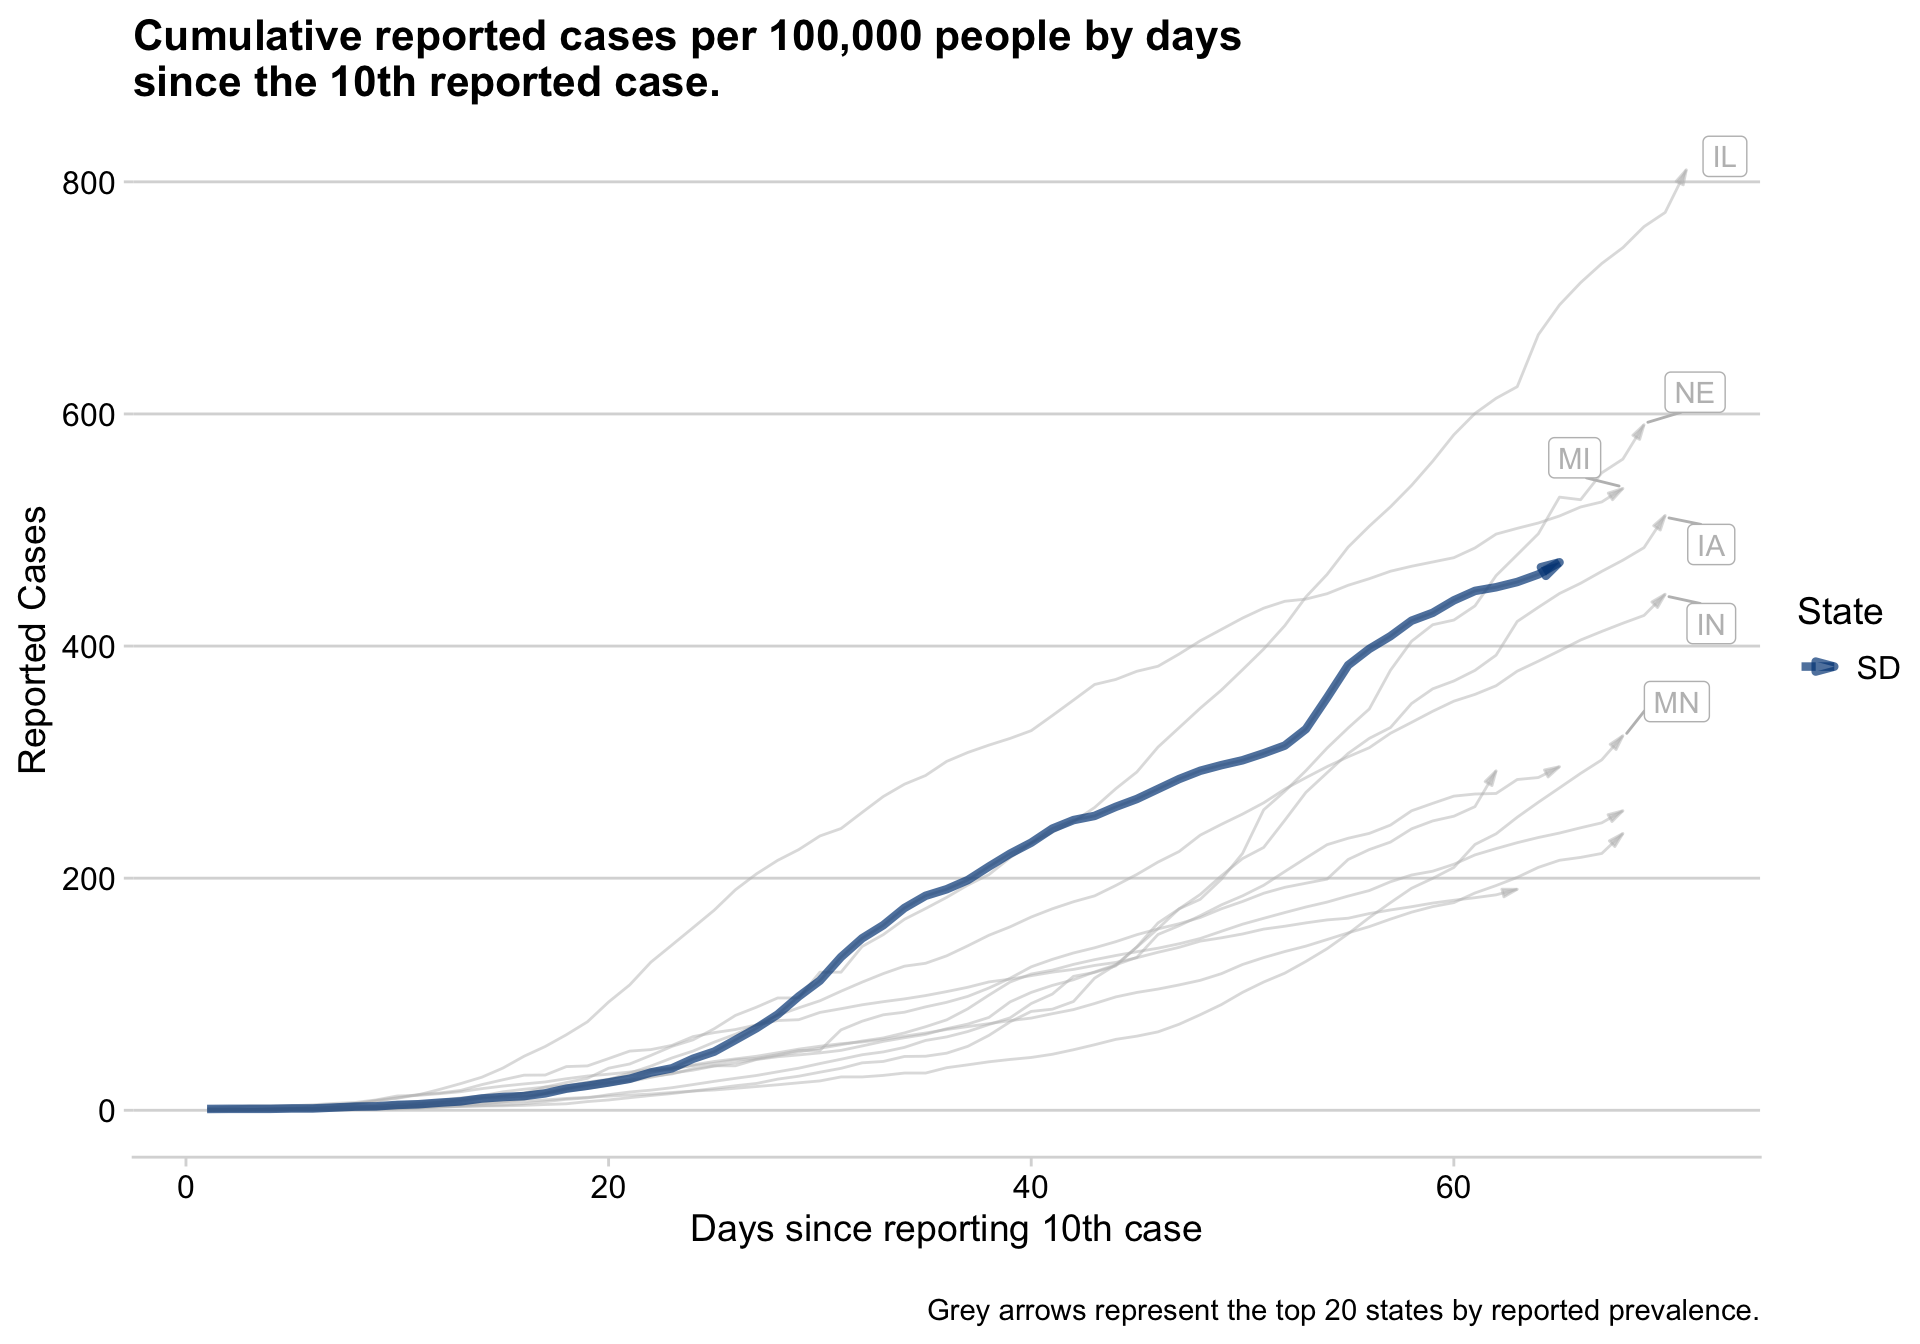 Cumulative reported cases per 100,000 people by days
since the 10th reported case.
IL
800
NE
600
MI
IA
Reported Cases
State
IN
400
SD
MN
200
0
0 20 40 60
Days since reporting 10th case
Grey arrows represent the top 20 states by reported prevalence.